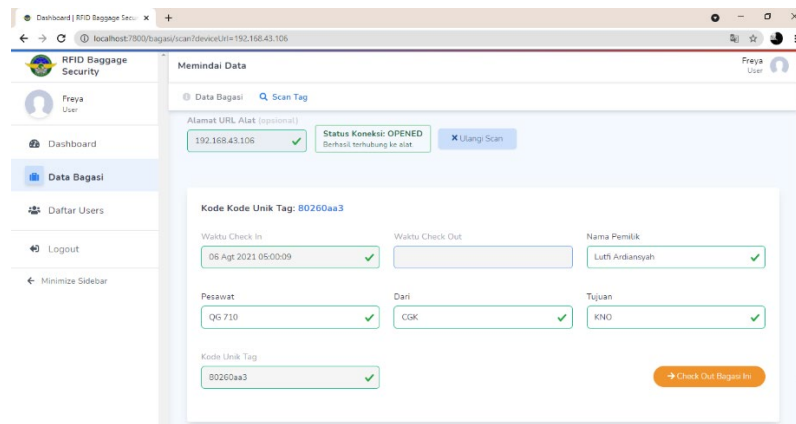 Dashboard | RFID Baggage Secu
localhost:7800/bagasi/scan?deviceUrl=192.168.43.106
RFID Baggage
Security
Memindai Data
Freya
User
Freya
User
Data Bagasi
Scan Tag
Alamat URL Alat (opsional)
192.168.43.106
Status Koneksi: OPENED
Berhasil terhubung ke alat
Ulangi Scan
Dashboard
Data Bagasi
Daftar Users
Logout
Minimize Sidebar
Kode Kode Unik Tag: 80260aa3
Waktu Check In
Waktu Check Out
Nama Pemilik
06 Agt 2021 05:00:09
Lutfi Ardiansyah
Pesawat
Dari
Tujuan
QG 710
CGK
KNO
Kode Unik Tag
80260aa3
Check Out Bagasi Ini